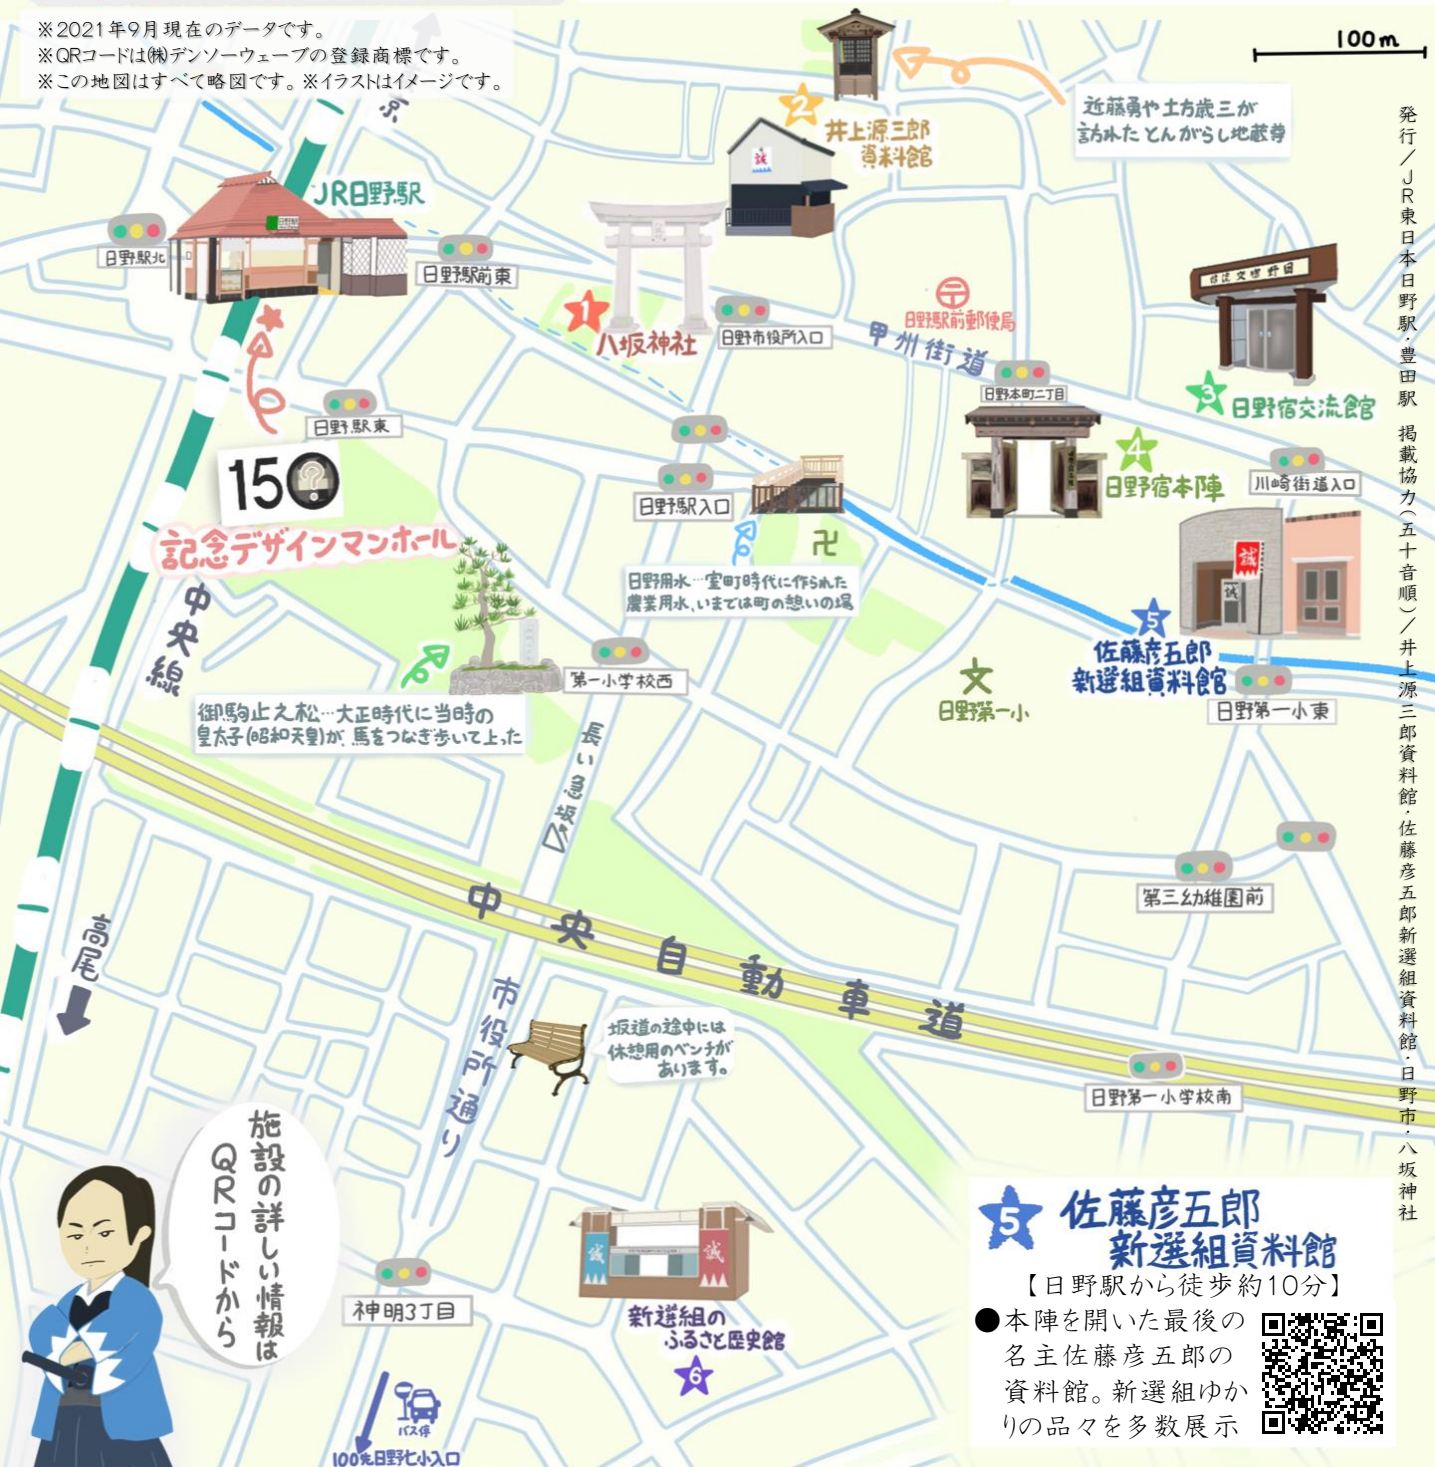 ※2021年9月現在のデータです。
※QRコードは㈱デンソーウェーブの登録商標です。
※この地図はすべて略図です。※イラストはイメージです。
京
100m
近藤勇や土方歳三が
訪れたとんがらし地蔵尊
2
井上源三郎
資料館
誠
JR日野駅
日野駅北
日野駅前東
1
八坂神社
日野市役所入口
日野駅前郵便局
甲州街道
日野本町二丁目
3
日野宿交流館
4
日野宿本陣
川崎街道入口
日野駅東
150
記念デザインマンホール
日野駅入口
卍
日野用水…室町時代に作られた
農業用水、いまでは町の憩いの場
誠
誠
5
佐藤彦五郎
新選組資料館
日野第一小東
文
日野第一小
中央線
御駒止之松…大正時代に当時の
皇太子(昭和天皇)が、馬をつなぎ歩いて上った
第一小学校西
長い急坂
第三幼稚園前
中央自動車道
高尾
市役所通り
坂道の途中には
休憩用のベンチが
あります。
日野第一小学校南
施設の詳しい情報は
QRコードから
神明3丁目
誠
誠
新選組の
ふるさと歴史館
6
バス停
100先日野七小入口
5
佐藤彦五郎
新選組資料館
【日野駅から徒歩約10分】
●本陣を開いた最後の
名主佐藤彦五郎の
資料館。新選組ゆか
りの品々を多数展示
発行／JR東日本日野駅・豊田駅 掲載協力（五十音順）／井上源三郎資料館・佐藤彦五郎新選組資料館・日野市・八坂神社